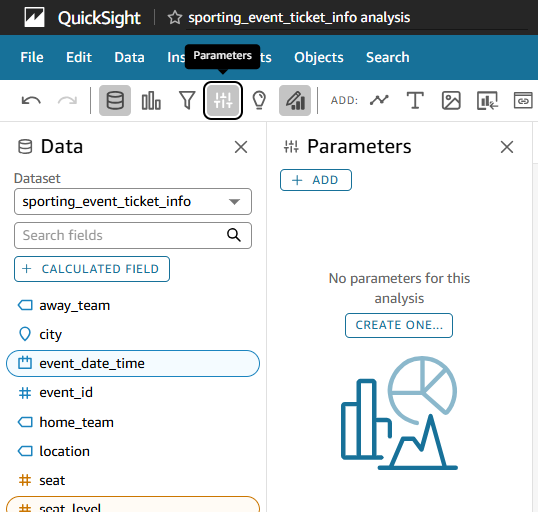 QuickSight
sporting_event_ticket_info analysis
Parameters
File Edit Data Ins ts Objects Search
ADD:
Data
Dataset
sporting_event_ticket_info
Search fields
+ CALCULATED FIELD
away_team
city
event_date_time
event_id
home_team
location
seat
seat_level
Parameters
+ ADD
No parameters for this
analysis
CREATE ONE...